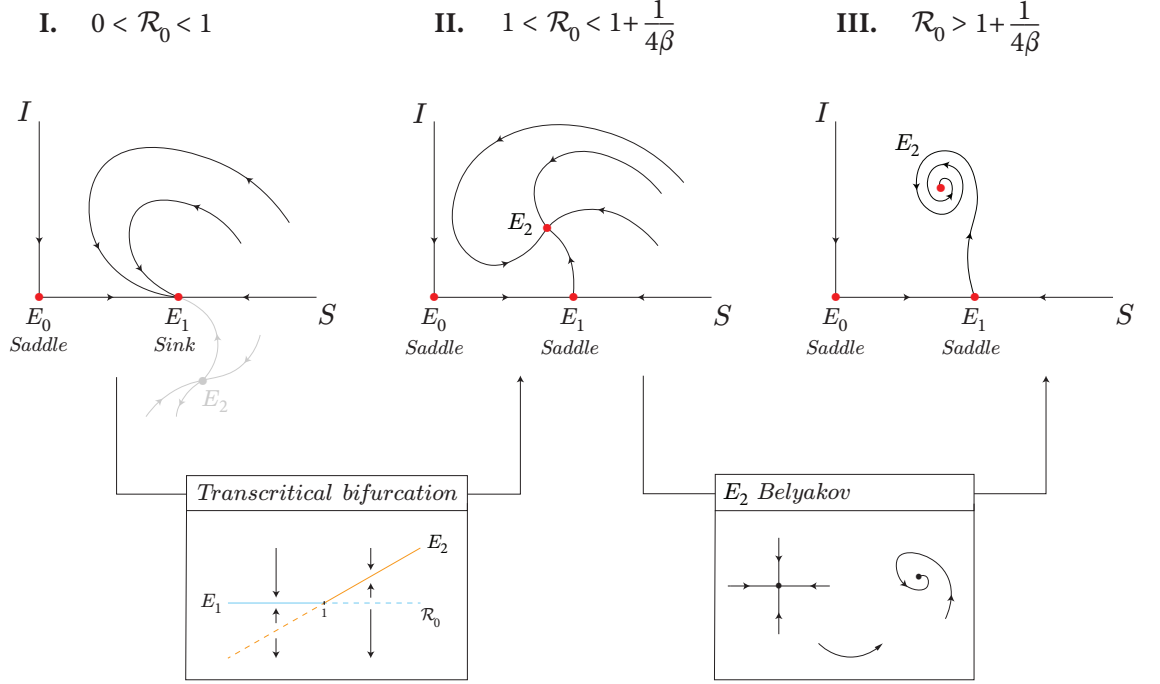 I. 0 < ℛ₀ < 1
II. 1 < ℛ₀ < 1 + 1/4β
III. ℛ₀ > 1 + 1/4β
I
S
E₀
Saddle
E₁
Sink
E₂
I
S
E₂
E₀
Saddle
E₁
Saddle
I
S
E₂
E₀
Saddle
E₁
Saddle
Transcritical bifurcation
E₂
E₁
1
ℛ₀
E₂ Belyakov